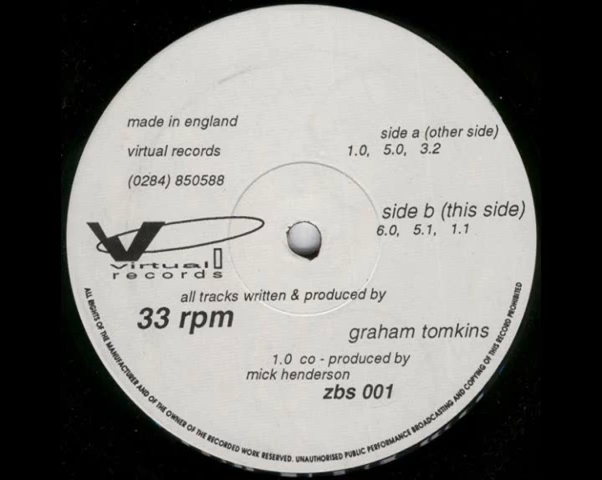 made in england
virtual records
(0284) 850588
side a (other side)
1.0, 5.0, 3.2
side b (this side)
6.0, 5.1, 1.1
V
virtual
records
all tracks written & produced by
33 rpm
graham tomkins
1.0 co - produced by
mick henderson
zbs 001
ALL RIGHTS OF THE MANUFACTURER AND OF THE OWNER OF THE RECORDED WORK RESERVED. UNAUTHORISED PUBLIC PERFORMANCE BROADCASTING AND COPYING OF THIS RECORD PROHIBITED